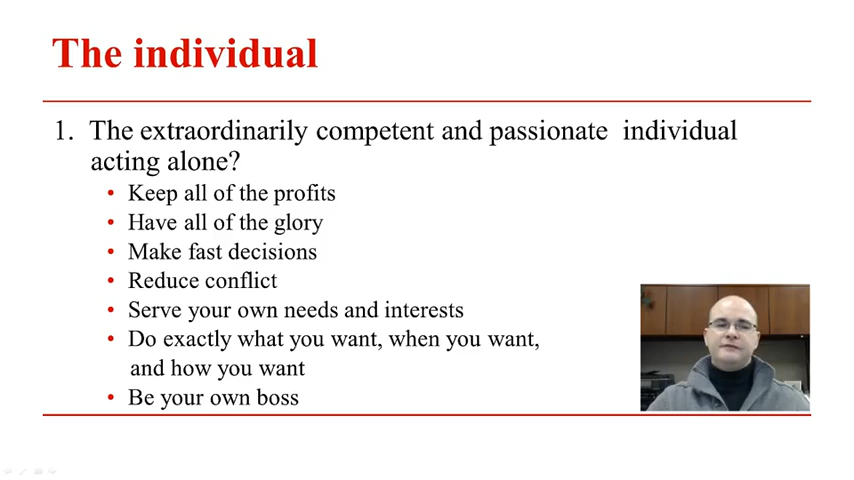 The individual
1. The extraordinarily competent and passionate individual
acting alone?
• Keep all of the profits
• Have all of the glory
• Make fast decisions
• Reduce conflict
• Serve your own needs and interests
• Do exactly what you want, when you want,
and how you want
• Be your own boss